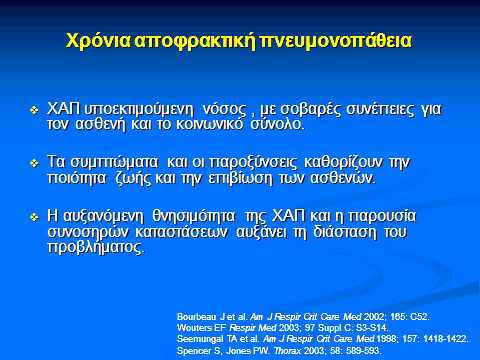 Χρόνια αποφρακτική πνευμονοπάθεια
ΧΑΠ υποεκτιμούμενη νόσος , με σοβαρές συνέπειες για
τον ασθενή και το κοινωνικό σύνολο.
Τα συμπτώματα και οι παροξύνσεις καθορίζουν την
ποιότητα ζωής και την επιβίωση των ασθενών.
Η αυξανόμενη θνησιμότητα της ΧΑΠ και η παρουσία
συνοσηρών καταστάσεων αυξάνει τη διάσταση του
προβλήματος.
Bourbeau J et al. Am J Respir Crit Care Med 2002; 165: C52.
Wouters EF Respir Med 2003; 97 Suppl C: S3-S14.
Seemungal TA et al. Am J Respir Crit Care Med 1998; 157: 1418-1422.
Spencer S, Jones PW. Thorax 2003; 58: 589-593.